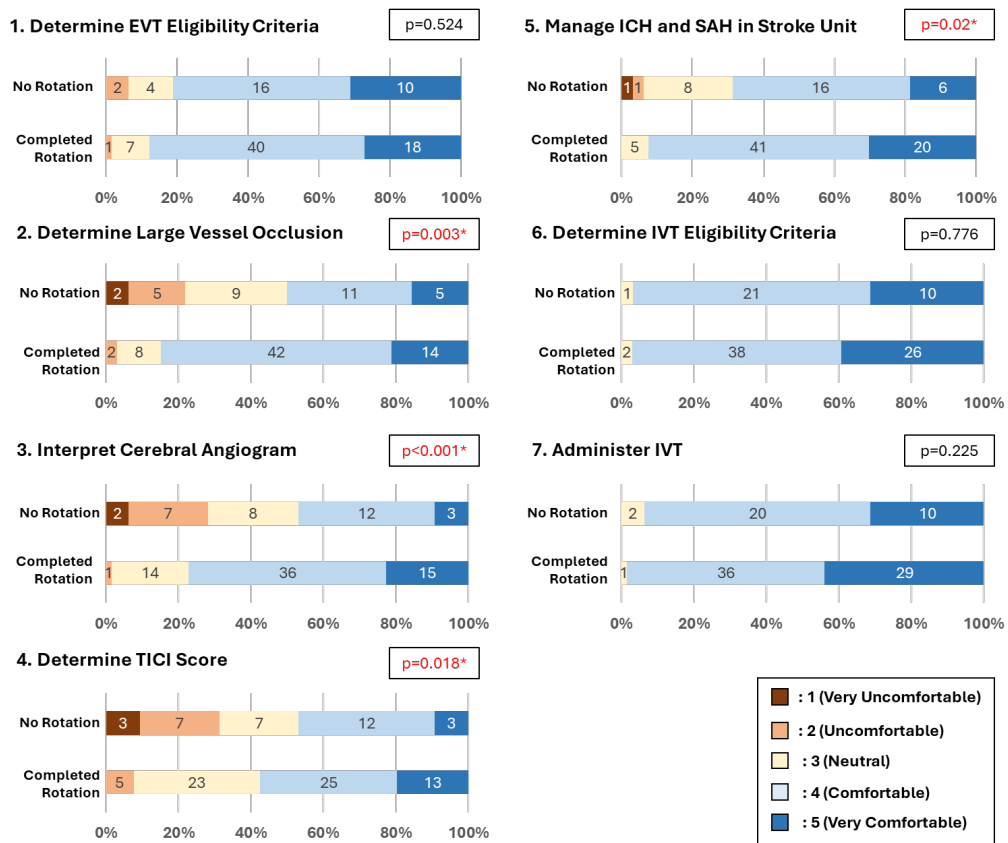 1. Determine EVT Eligibility Criteria
p=0.524
No Rotation
2 4 16 10
Completed
Rotation
1 7 40 18
0% 20% 40% 60% 80% 100%
2. Determine Large Vessel Occlusion
p=0.003*
No Rotation
2 5 9 11 5
Completed
Rotation
2 8 42 14
0% 20% 40% 60% 80% 100%
3. Interpret Cerebral Angiogram
p<0.001*
No Rotation
2 7 8 12 3
Completed
Rotation
1 14 36 15
0% 20% 40% 60% 80% 100%
4. Determine TICI Score
p=0.018*
No Rotation
3 7 7 12 3
Completed
Rotation
5 23 25 13
0% 20% 40% 60% 80% 100%
5. Manage ICH and SAH in Stroke Unit
p=0.02*
No Rotation
1 1 8 16 6
Completed
Rotation
5 41 20
0% 20% 40% 60% 80% 100%
6. Determine IVT Eligibility Criteria
p=0.776
No Rotation
1 21 10
Completed
Rotation
2 38 26
0% 20% 40% 60% 80% 100%
7. Administer IVT
p=0.225
No Rotation
2 20 10
Completed
Rotation
1 36 29
0% 20% 40% 60% 80% 100%
: 1 (Very Uncomfortable)
: 2 (Uncomfortable)
: 3 (Neutral)
: 4 (Comfortable)
: 5 (Very Comfortable)